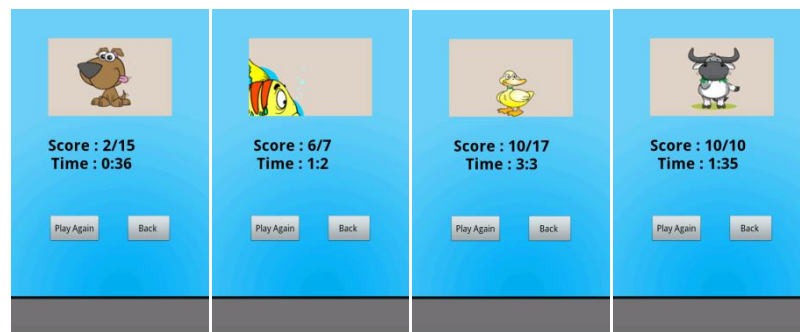 Score : 2/15
Time : 0:36
Play Again Back
Score : 6/7
Time : 1:2
Play Again Back
Score : 10/17
Time : 3:3
Play Again Back
Score : 10/10
Time : 1:35
Play Again Back